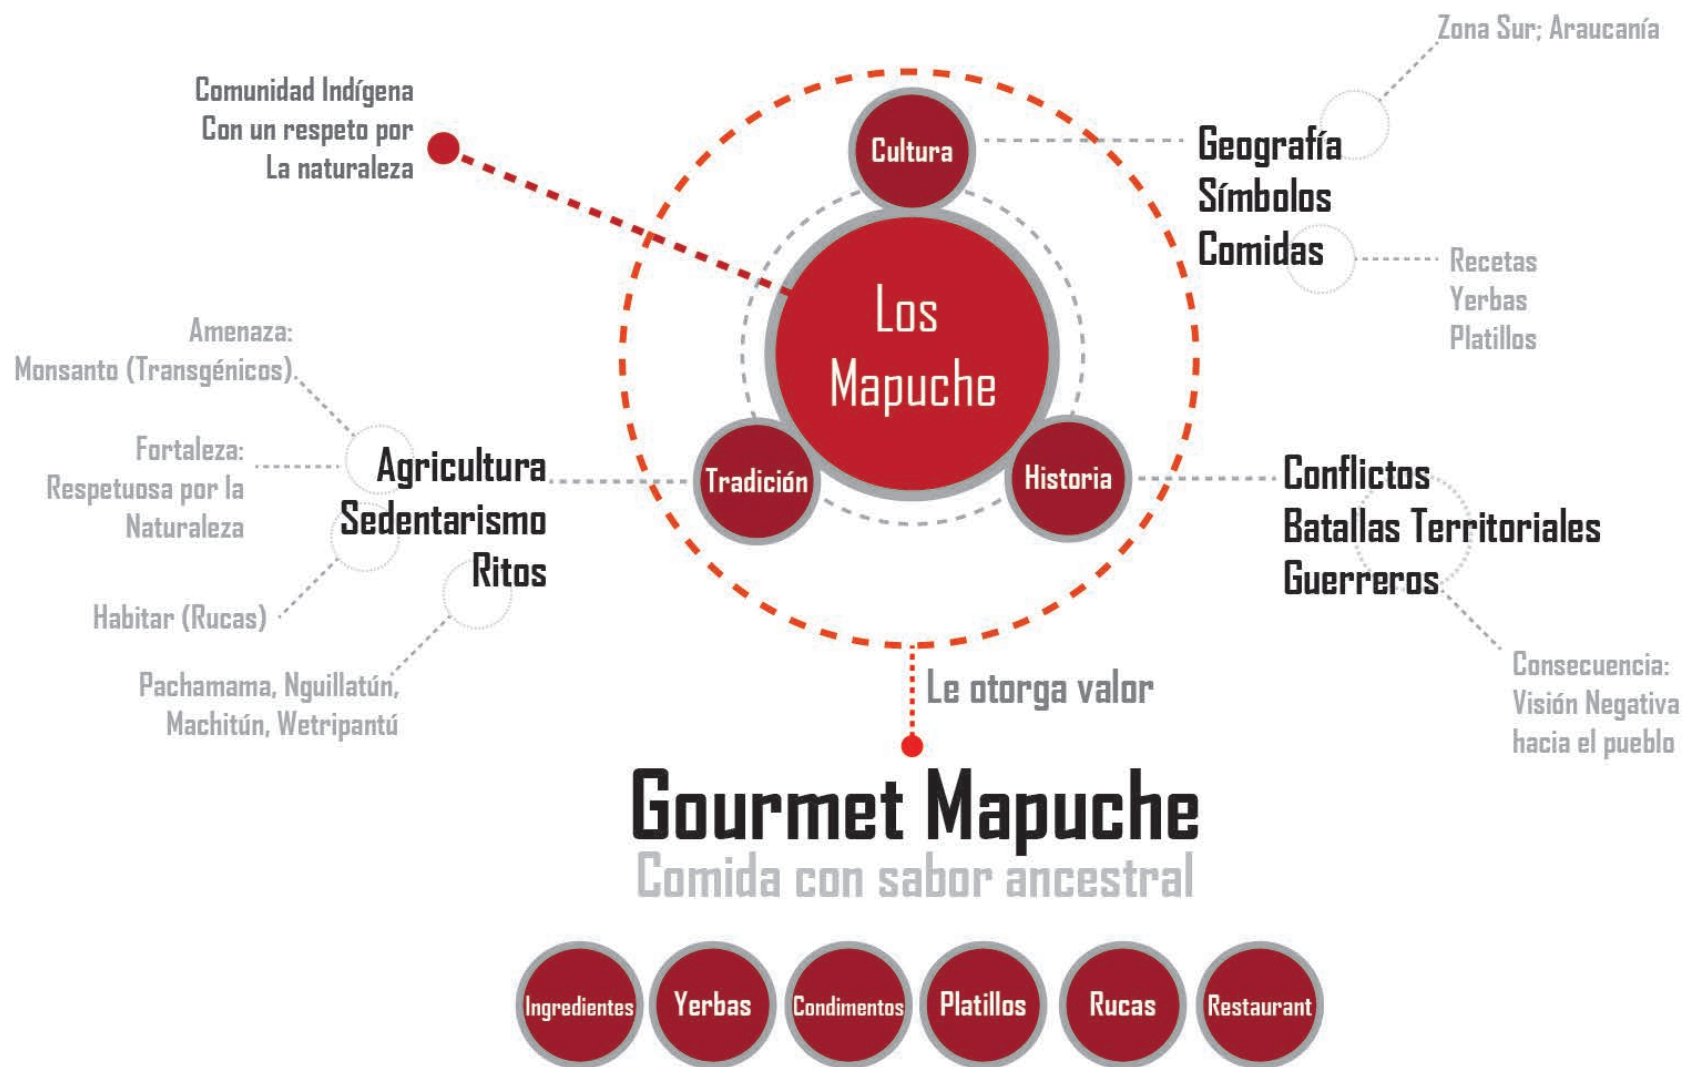 Zona Sur; Araucanía
Comunidad Indígena
Con un respeto por
La naturaleza
Cultura
Geografía
Símbolos
Comidas
Recetas
Yerbas
Platillos
Los
Mapuche
Amenaza:
Monsanto (Transgénicos)
Fortaleza:
Respetuosa por la
Naturaleza
Agricultura
Sedentarismo
Ritos
Tradición
Historia
Conflictos
Batallas Territoriales
Guerreros
Habitar (Rucas)
Pachamama, Nguillatún,
Machitún, Wetripantú
Consecuencia:
Visión Negativa
hacia el pueblo
Le otorga valor
Gourmet Mapuche
Comida con sabor ancestral
Ingredientes
Yerbas
Condimentos
Platillos
Rucas
Restaurant